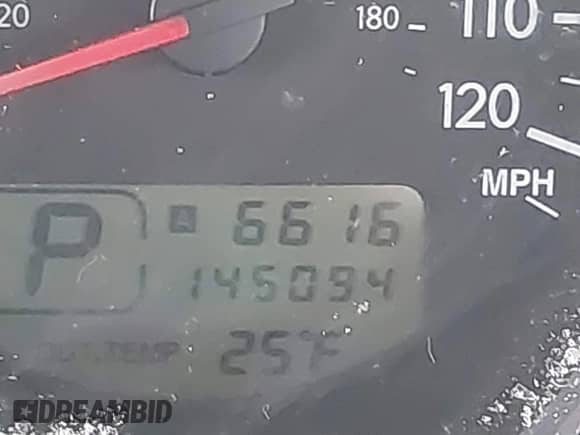 20
180
110
120
MPH
P
A 6616
145094
OUT TEMP 25°F
DREAMBID